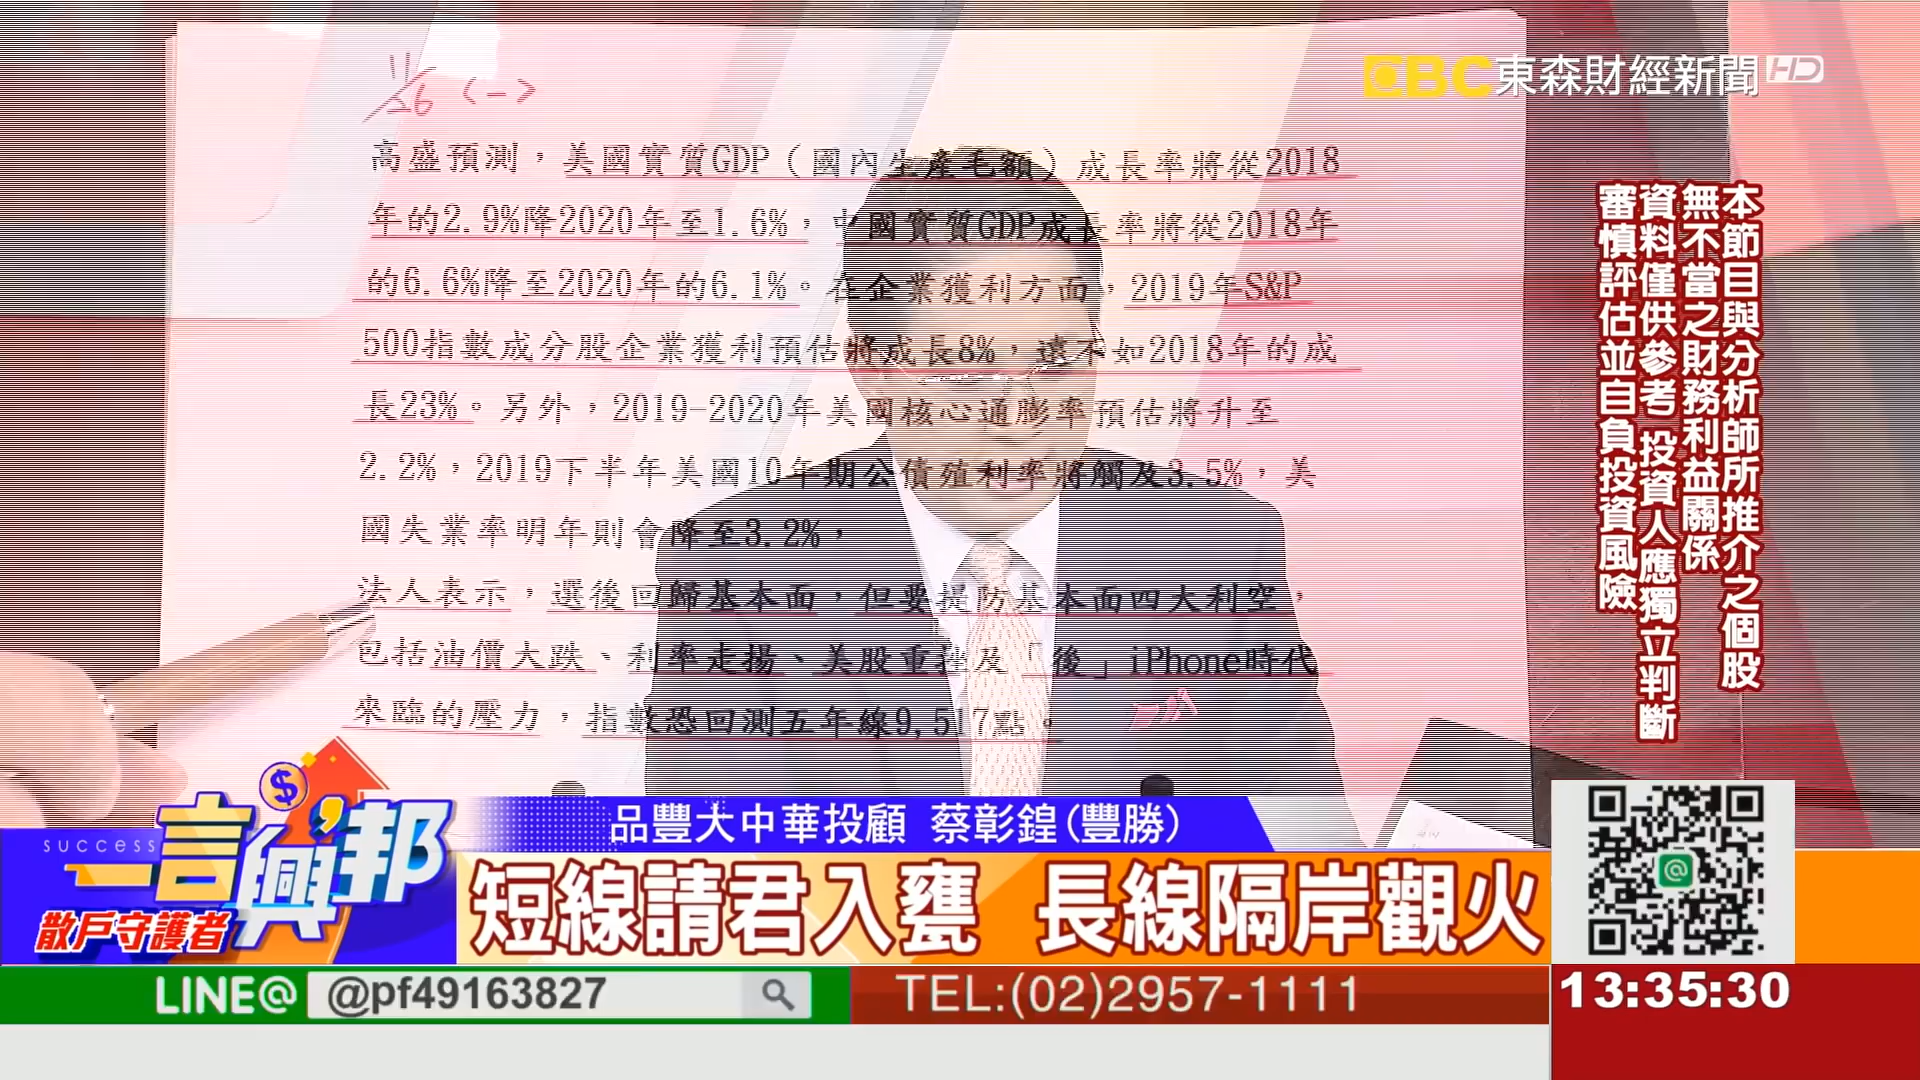 11/26 (一)
EBC 東森財經新聞 HD
高盛預測，美國實質GDP（國內生產毛額）成長率將從2018
年的2.9%降2020年至1.6%，中國實質GDP成長率將從2018年
的6.6%降至2020年的6.1%。在企業獲利方面，2019年S&P
500指數成分股企業獲利預估將成長8%，遠不如2018年的成
長23%。另外，2019-2020年美國核心通膨率預估將升至
2.2%，2019下半年美國10年期公債殖利率將觸及3.5%，美
國失業率明年則會降至3.2%，
法人表示，選後回歸基本面，但要提防基本面四大利空，
包括油價大跌、利率走揚、美股重挫及「後」iPhone時代
來臨的壓力，指數恐回測五年線9,517點。
本節目與分析師所推介之個股
無不當之財務利益關係
資料僅供參考 投資人應獨立判斷
審慎評估並自負投資風險
$
success
一言興邦
散戶守護者
品豐大中華投顧 蔡彰鍠(豐勝)
短線請君入甕 長線隔岸觀火
LINE@ @pf49163827
TEL:(02)2957-1111
13:35:30